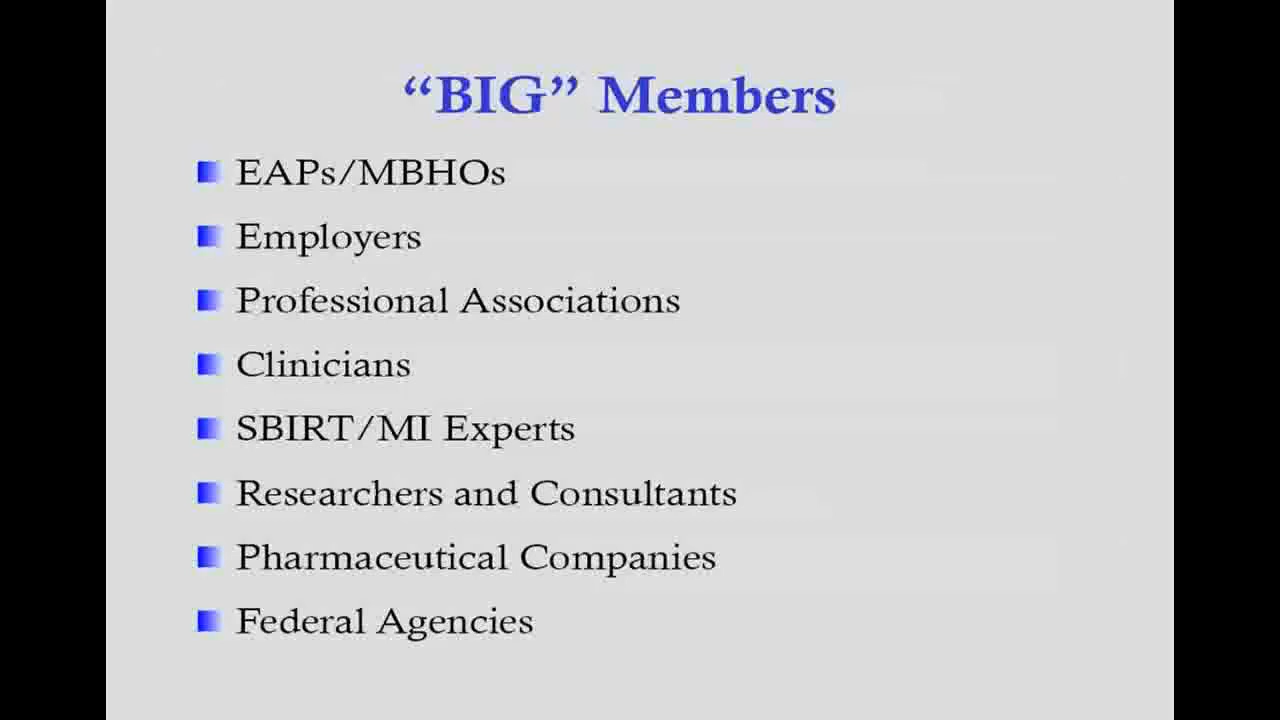 “BIG” Members
EAPs/MBHOs
Employers
Professional Associations
Clinicians
SBIRT/MI Experts
Researchers and Consultants
Pharmaceutical Companies
Federal Agencies